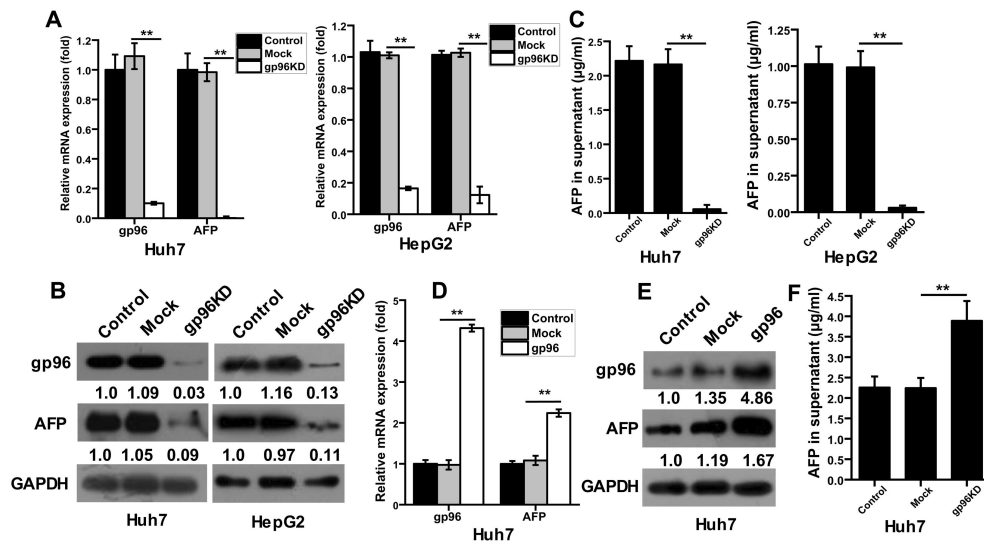 A
Relative mRNA expression (fold)
1.2
1.0
0.8
0.6
0.4
0.2
0.0
**
**
Control
Mock
gp96KD
gp96
AFP
Huh7
Relative mRNA expression (fold)
1.2
1.0
0.8
0.6
0.4
0.2
0.0
**
**
Control
Mock
gp96KD
gp96
AFP
HepG2
C
AFP in supernatant (µg/ml)
2.5
2.0
1.5
1.0
0.5
0.0
**
Control
Mock
gp96KD
Huh7
AFP in supernatant (µg/ml)
1.25
1.00
0.75
0.50
0.25
0.00
**
Control
Mock
gp96KD
HepG2
B
Control Mock gp96KD Control Mock gp96KD
gp96
1.0 1.09 0.03 1.0 1.16 0.13
AFP
1.0 1.05 0.09 1.0 0.97 0.11
GAPDH
Huh7 HepG2
D
Relative mRNA expression (fold)
5
4
2
1
0
**
**
Control
Mock
gp96
gp96
AFP
Huh7
E
Control Mock gp96
gp96
1.0 1.35 4.86
AFP
1.0 1.19 1.67
GAPDH
Huh7
F
AFP in supernatant (µg/ml)
4.5
4.0
3.5
3.0
2.5
2.0
1.5
1.0
0.5
0.0
**
Control
Mock
gp96KD
Huh7